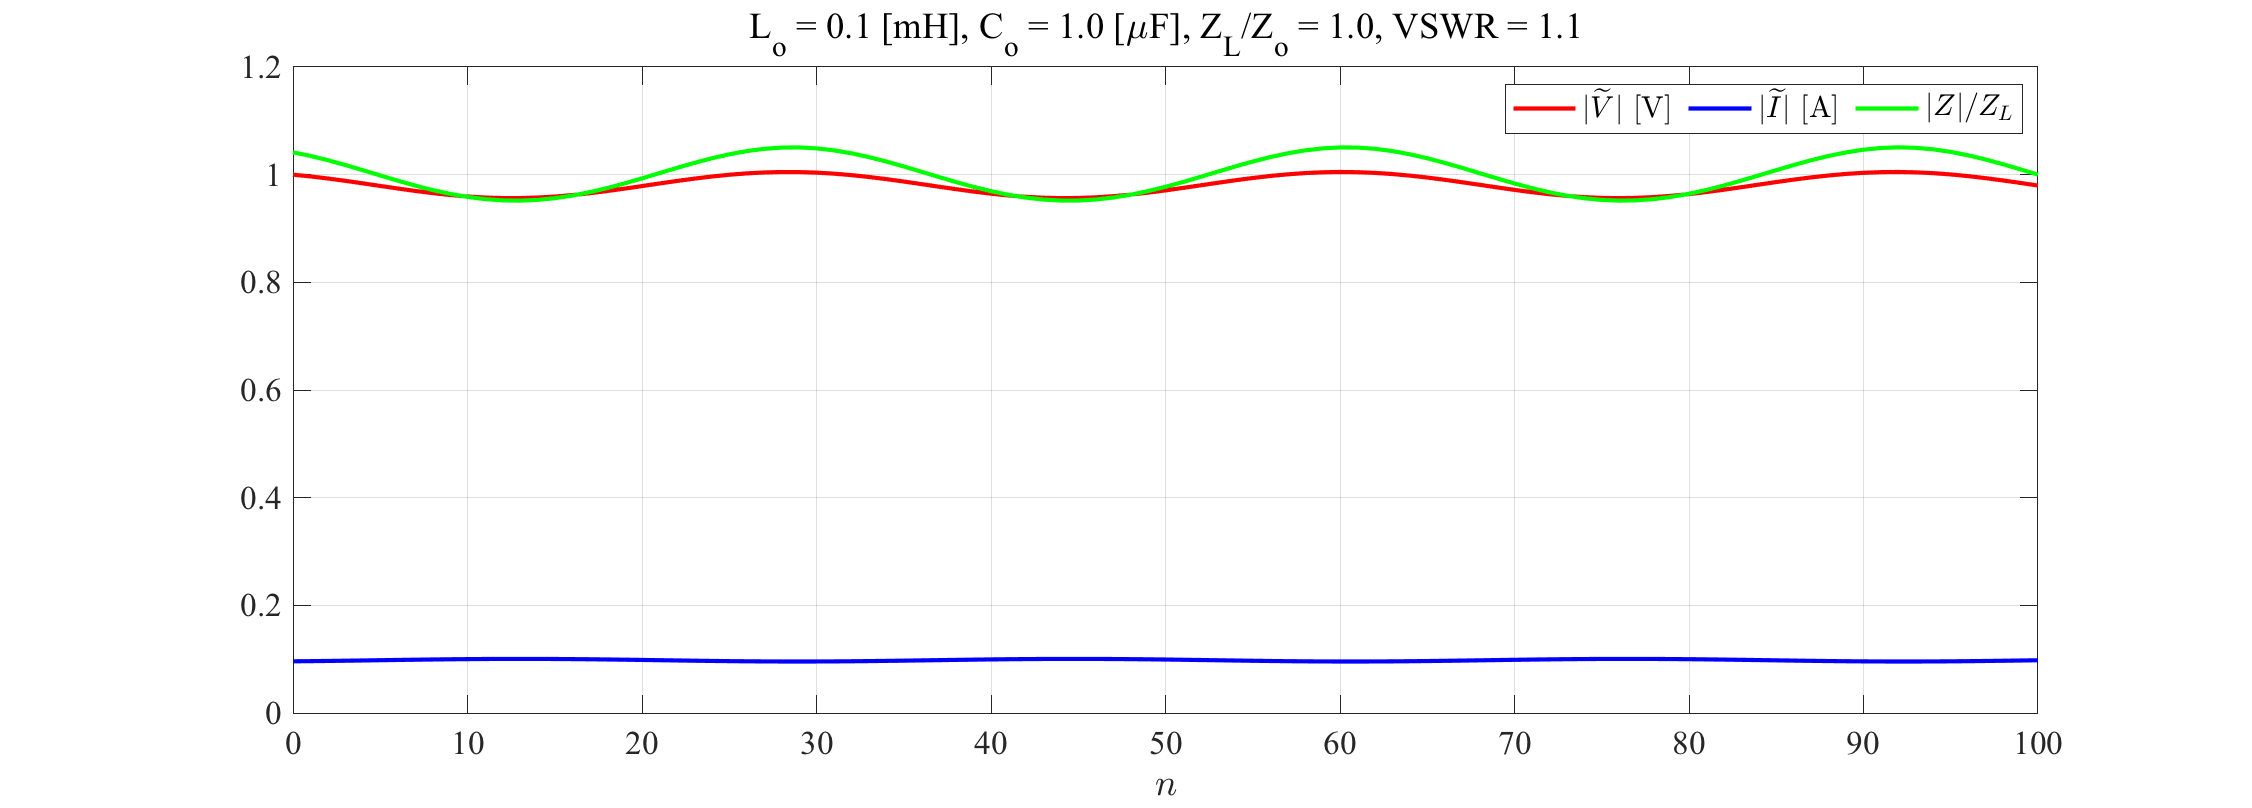 L_o = 0.1 [mH], C_o = 1.0 [μF], Z_L/Z_o = 1.0, VSWR = 1.1
|Ṽ| [V] |Ĩ| [A] |Z|/Z_L
1.2
1
0.8
0.6
0.4
0.2
0
0 10 20 30 40 50 60 70 80 90 100
n